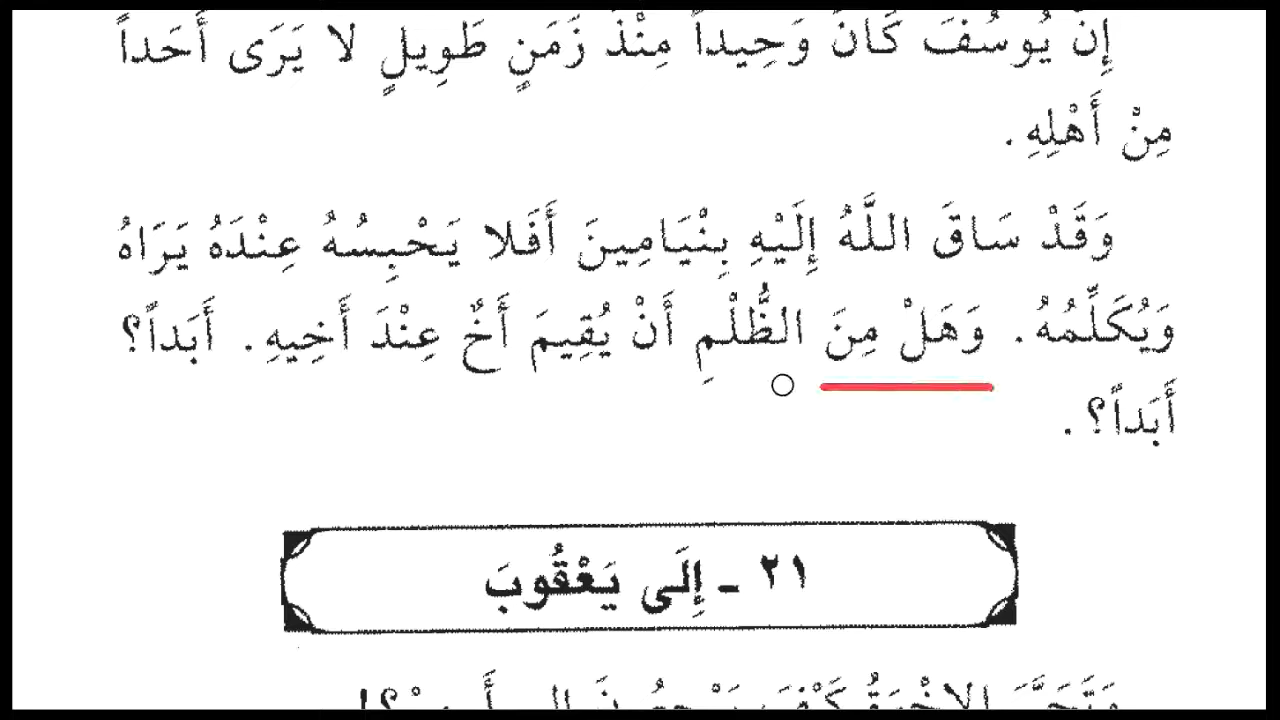 إِنَّ يُوسُفَ كَانَ وَحِيداً مِنْذُ زَمَنٍ طَوِيلٍ لا يَرَى أَحَداً
مِنْ أَهْلِهِ .
وَقَدْ سَاقَ اللَّهُ إِلَيْهِ بِنْيَامِينَ أَفَلا يَحْبِسُهُ عِنْدَهُ يَرَاهُ
وَيُكَلِّمُهُ . وَهَلْ مِنَ الظُّلْمِ أَنْ يُقِيمَ أَخٌ عِنْدَ أَخِيهِ . أَبَداً؟
أَبَداً؟ .
٢١ ـ إِلَى يَعْقُوبَ